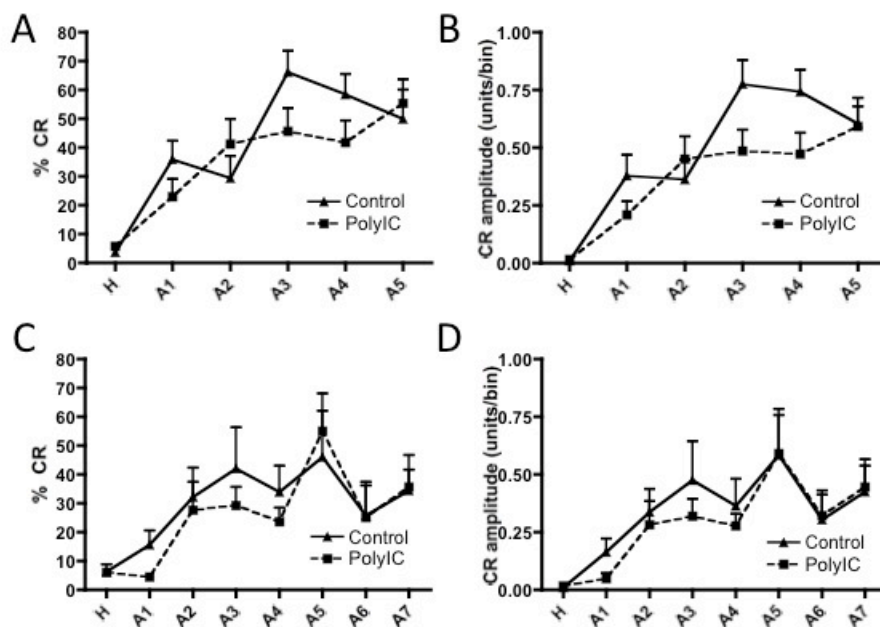 A
% CR
80
70
60
50
40
30
20
10
0
Control
PolyIC
H A1 A2 A3 A4 A5
B
CR amplitude (units/bin)
1.00
0.75
0.50
0.25
0.00
Control
PolyIC
H A1 A2 A3 A4 A5
C
% CR
80
70
60
50
40
30
20
10
0
Control
PolyIC
H A1 A2 A3 A4 A5 A6 A7
D
CR amplitude (units/bin)
1.00
0.75
0.50
0.25
0.00
Control
PolyIC
H A1 A2 A3 A4 A5 A6 A7